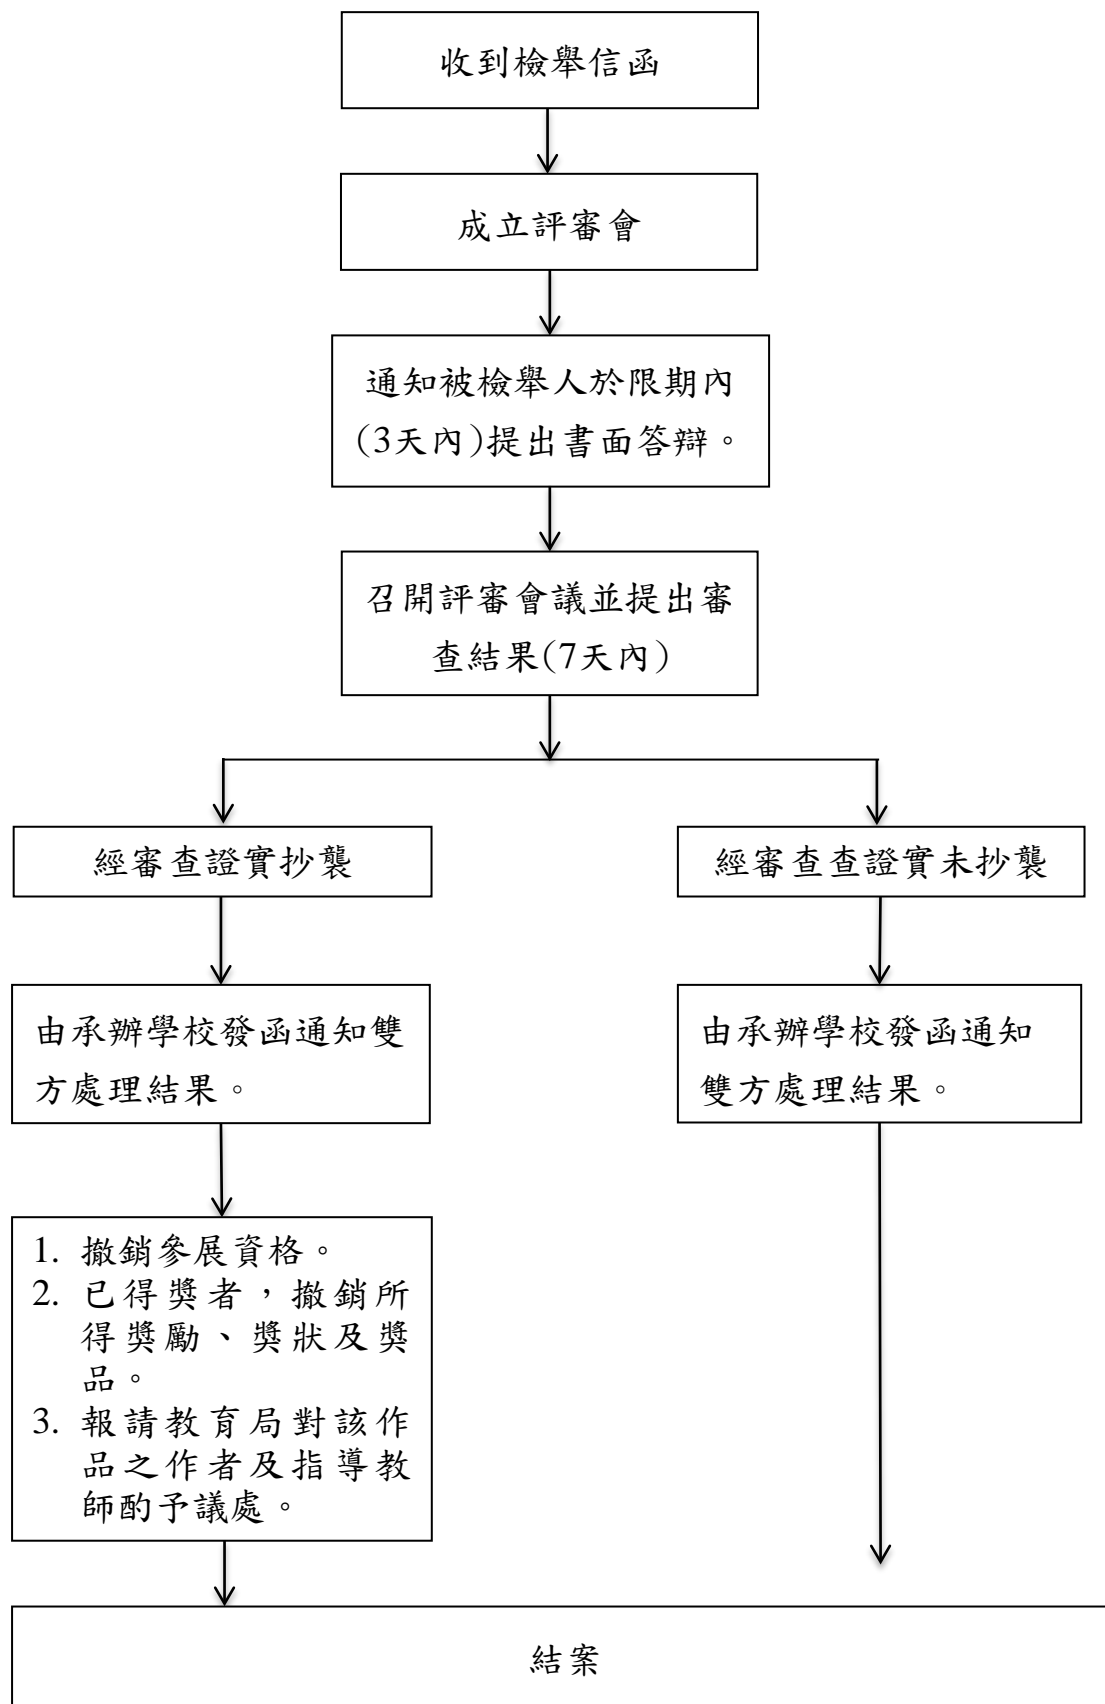 收到檢舉信函
成立評審會
通知被檢舉人於限期內
(3天內)提出書面答辯。
召開評審會議並提出審
查結果(7天內)
經審查證實抄襲
經審查查證實未抄襲
由承辦學校發函通知雙
方處理結果。
由承辦學校發函通知
雙方處理結果。
1. 撤銷參展資格。
2. 已得獎者，撤銷所
得獎勵、獎狀及獎
品。
3. 報請教育局對該作
品之作者及指導教
師酌予議處。
結案